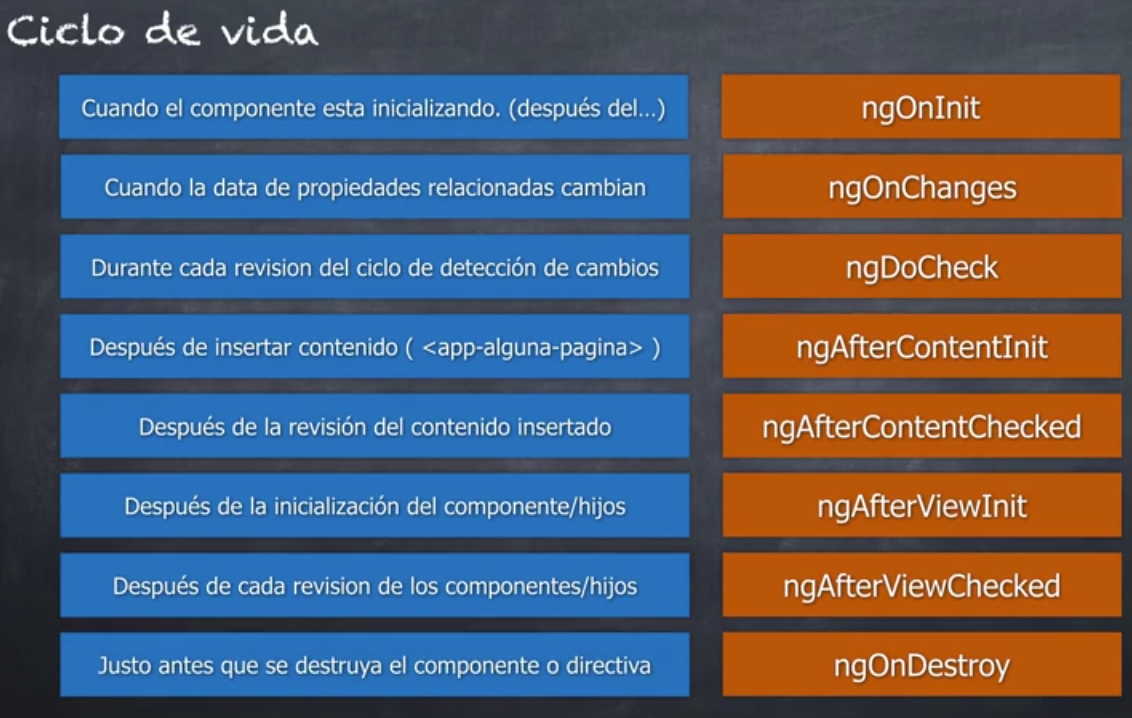 Ciclo de vida
Cuando el componente esta inicializando. (después del...) ngOnInit
Cuando la data de propiedades relacionadas cambian ngOnChanges
Durante cada revision del ciclo de detección de cambios ngDoCheck
Después de insertar contenido ( <app-alguna-pagina> ) ngAfterContentInit
Después de la revisión del contenido insertado ngAfterContentChecked
Después de la inicialización del componente/hijos ngAfterViewInit
Después de cada revision de los componentes/hijos ngAfterViewChecked
Justo antes que se destruya el componente o directiva ngOnDestroy